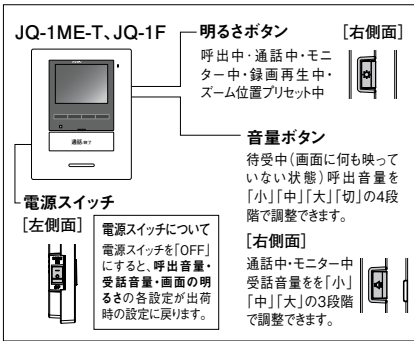 JQ-1ME-T、JQ-1F
明るさボタン
[右側面]
呼出中・通話中・モニ
ター中・録画再生中・
ズーム位置プリセット中
通話/終了
音量ボタン
待受中(画面に何も映って
いない状態)呼出音量を
「小」「中」「大」「切」の4段
階で調整できます。
[右側面]
通話中・モニター中
受話音量をを「小」
「中」「大」の3段階
で調整できます。
電源スイッチ
[左側面]
電源スイッチについて
電源スイッチを「OFF」
にすると、呼出音量・
受話音量・画面の明
るさの各設定が出荷
時の設定に戻ります。